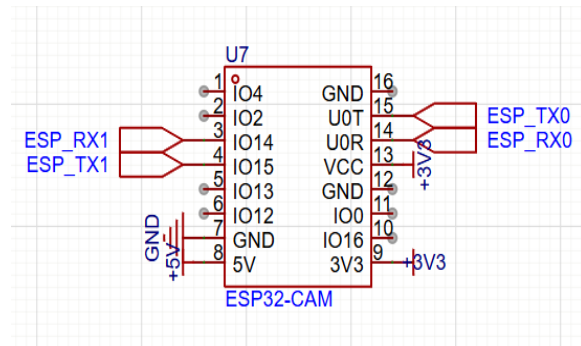 U7
1 IO4 GND 16
2 IO2 U0T 15 ESP_TX0
ESP_RX1 3 IO14 U0R 14 ESP_RX0
ESP_TX1 4 IO15 VCC 13 +3V3
5 IO13 GND 12
6 IO12 IO0 11
GND 7 GND IO16 10
+5V 8 5V 3V3 9 +3V3
ESP32-CAM